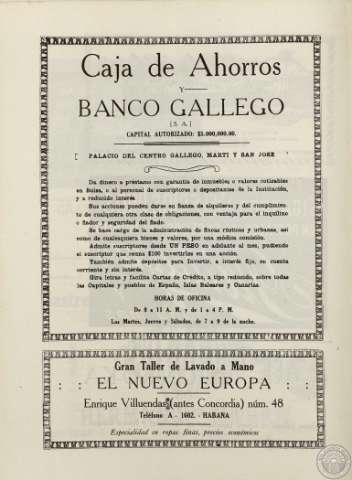 Caja de Ahorros
Y
BANCO GALLEGO
(S. A.)
CAPITAL AUTORIZADO: $5.000,000.00.
PALACIO DEL CENTRO GALLEGO, MARTI Y SAN JOSE
Da dinero a préstamo con garantía de inmuebles o valores cotizables
en Bolsa, o al personal de suscriptores o depositantes de la Institución,
y a reducido interés.
Sus acciones pueden darse en fianza de alquileres y del cumplimien-
to de cualquiera otra clase de obligaciones, con ventaja para el inquilino
o fiador y seguridad del fiado.
Se hace cargo de la administración de fincas rústicas y urbanas, así
como de cualesquiera bienes y valores, por una módica comisión.
Admite suscriptores desde UN PESO en adelante al mes, pudiendo
el suscriptor que reuna $100 invertirlos en una acción.
También admite depósitos para invertir, a interés fijo, en cuenta
corriente y sin interés.
Gira letras y facilita Cartas de Crédito, a tipo reducido, sobre todas
las Capitales y pueblos de España, Islas Baleares y Canarias.
HORAS DE OFICINA
De 8 a 11 A. M. y de 1 a 4 P. M.
Los Martes, Jueves y Sábados, de 7 a 9 de la noche.
Gran Taller de Lavado a Mano
: : EL NUEVO EUROPA : :
Enrique Villuendas (antes Concordia) núm. 48
Teléfono A - 1602. - HABANA
Especialidad en ropas finas, precios económicos